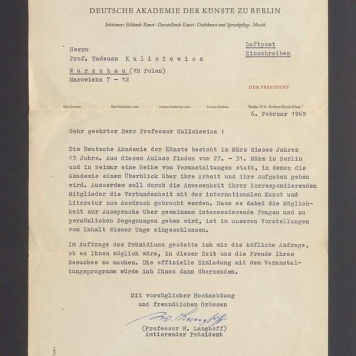 DEUTSCHE AKADEMIE DER KÜNSTE ZU BERLIN
Sektionen: Bildende Kunst · Darstellende Kunst · Dichtkunst und Sprachpflege · Musik
Herrn
Prof. Tadeusz Kulisiewicz
Luftpost
Einschreiben
Warschau (VR Polen)
Marowieks 7 - 12
DER PRÄSIDENT
6. Februar 1965
Sehr geehrter Herr Professor Kulisiewicz !
Die Deutsche Akademie der Künste besteht im März dieses Jahres
15 Jahre. Aus diesem Anlass finden vom 27. - 31. März in Berlin
und in Weimar eine Reihe von Veranstaltungen statt, in denen die
Akademie einen Überblick über ihre Arbeit und ihre Aufgaben geben
wird. Ausserdem soll durch die Anwesenheit ihrer Korrespondierenden
Mitglieder die Verbundenheit mit der internationalen Kunst und
Literatur zum Ausdruck gebracht werden. Dass es dabei die Möglich-
keit zur Aussprache über gemeinsam interessierende Fragen und zu
persönlichen Begegnungen geben wird, ist in unseren Vorstellungen
vom Inhalt dieser Tage eingeschlossen.
Im Auftrage des Präsidiums gestatte ich mir die höfliche Anfrage,
ob es Ihnen möglich wäre, in dieser Zeit uns die Freude Ihres
Besuches zu machen. Die offizielle Einladung mit dem Veranstal-
tungsprogramm würde ich Ihnen dann übersenden.
Mit vorzüglicher Hochachtung
und freundlichen Grüssen
(Professor W. Langhoff)
Amtierender Präsident